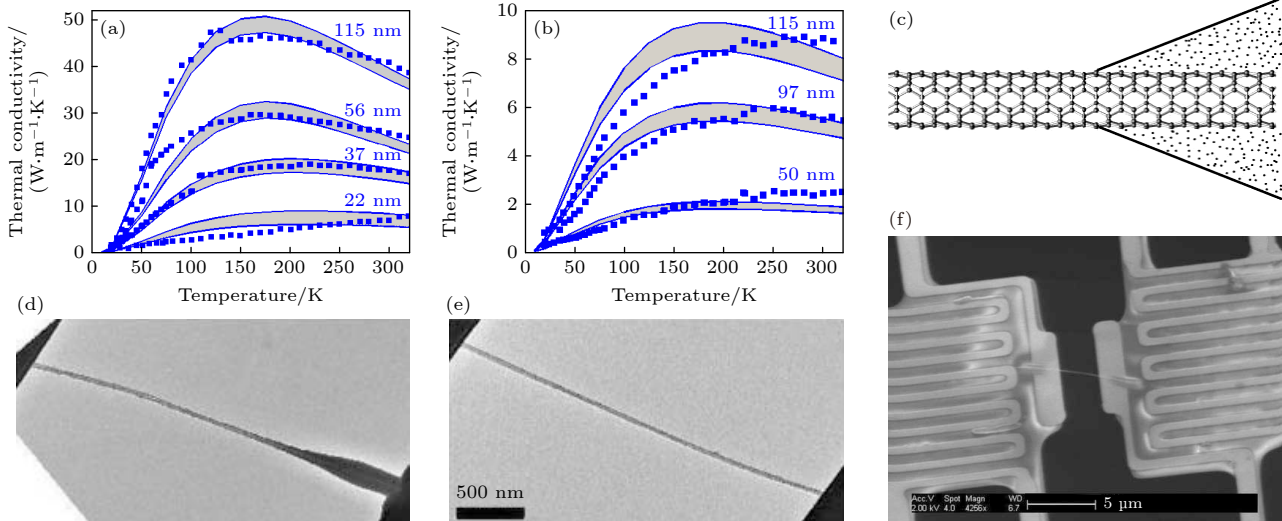 (a)
115 nm
56 nm
37 nm
22 nm
Thermal conductivity/
(W·m⁻¹·K⁻¹)
50
40
30
20
10
0
0 50 100 150 200 250 300
Temperature/K
(b)
115 nm
97 nm
50 nm
Thermal conductivity/
(W·m⁻¹·K⁻¹)
10
8
6
4
2
0
0 50 100 150 200 250 300
Temperature/K
(c)
(d)
(e)
500 nm
(f)
Acc.V Spot Magn WD
2.00 kV 4.0 4256x 6.7
5 µm